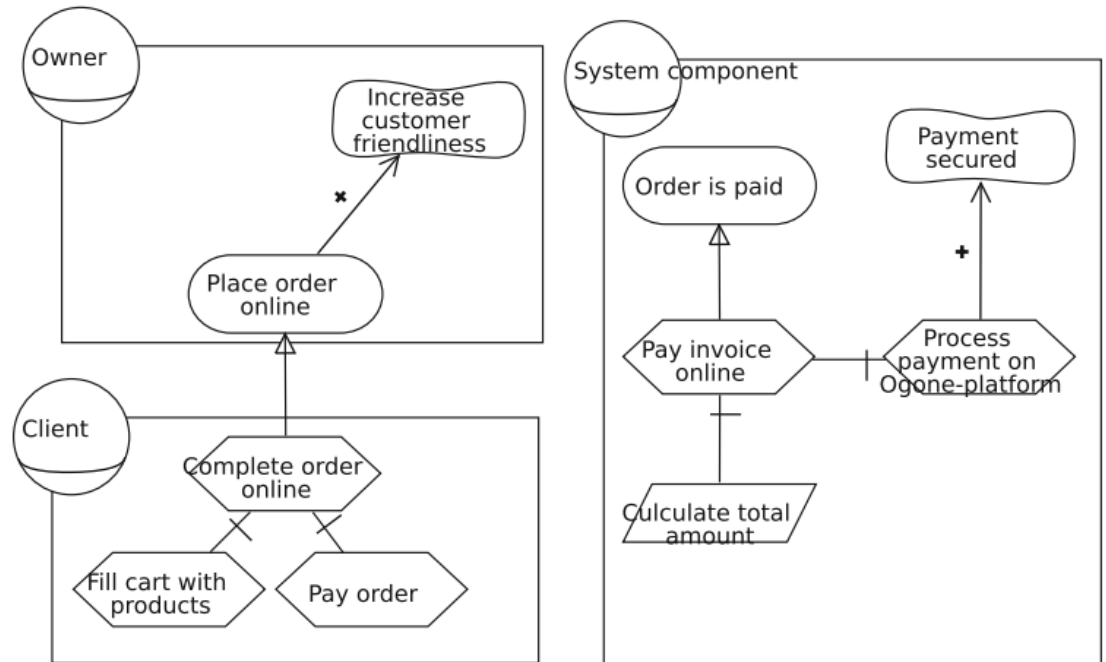 Owner
Increase
customer
friendliness
Place order
online
Client
Complete order
online
Fill cart with
products
Pay order
System component
Payment
secured
Order is paid
Pay invoice
online
Process
payment on
Ogone-platform
Culculate total
amount